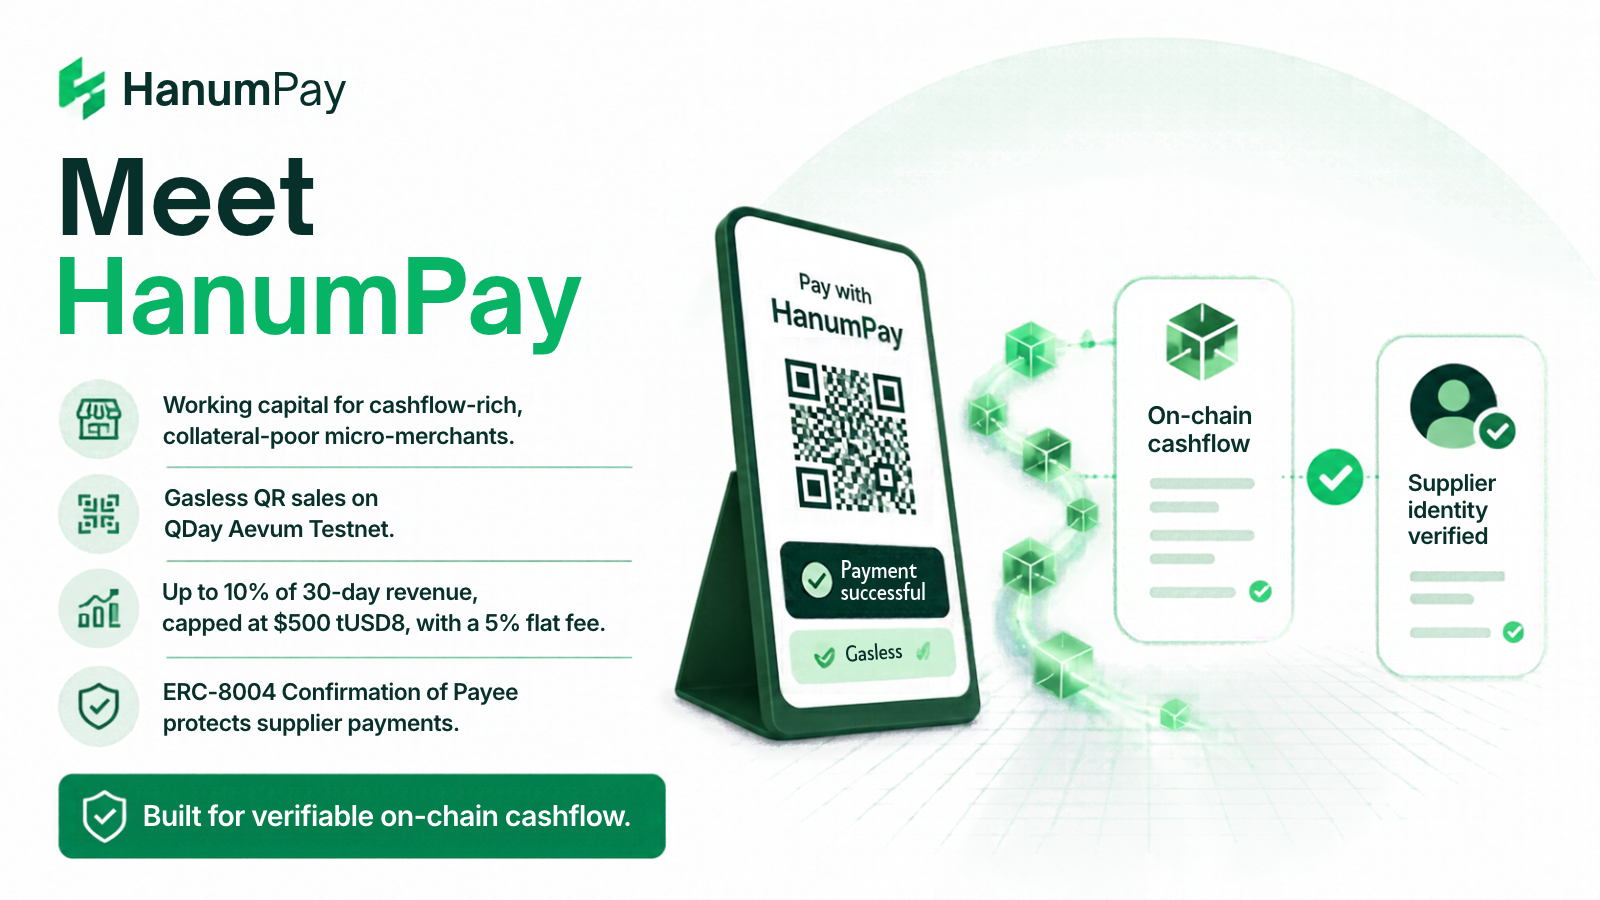 HanumPay
Meet
HanumPay
Working capital for cashflow-rich,
collateral-poor micro-merchants.
Gasless QR sales on
QDay Aevum Testnet.
Up to 10% of 30-day revenue,
capped at $500 tUSD8, with a 5% flat fee.
ERC-8004 Confirmation of Payee
protects supplier payments.
Built for verifiable on-chain cashflow.
Pay with
HanumPay
Payment
successful
Gasless
On-chain
cashflow
Supplier
identity
verified